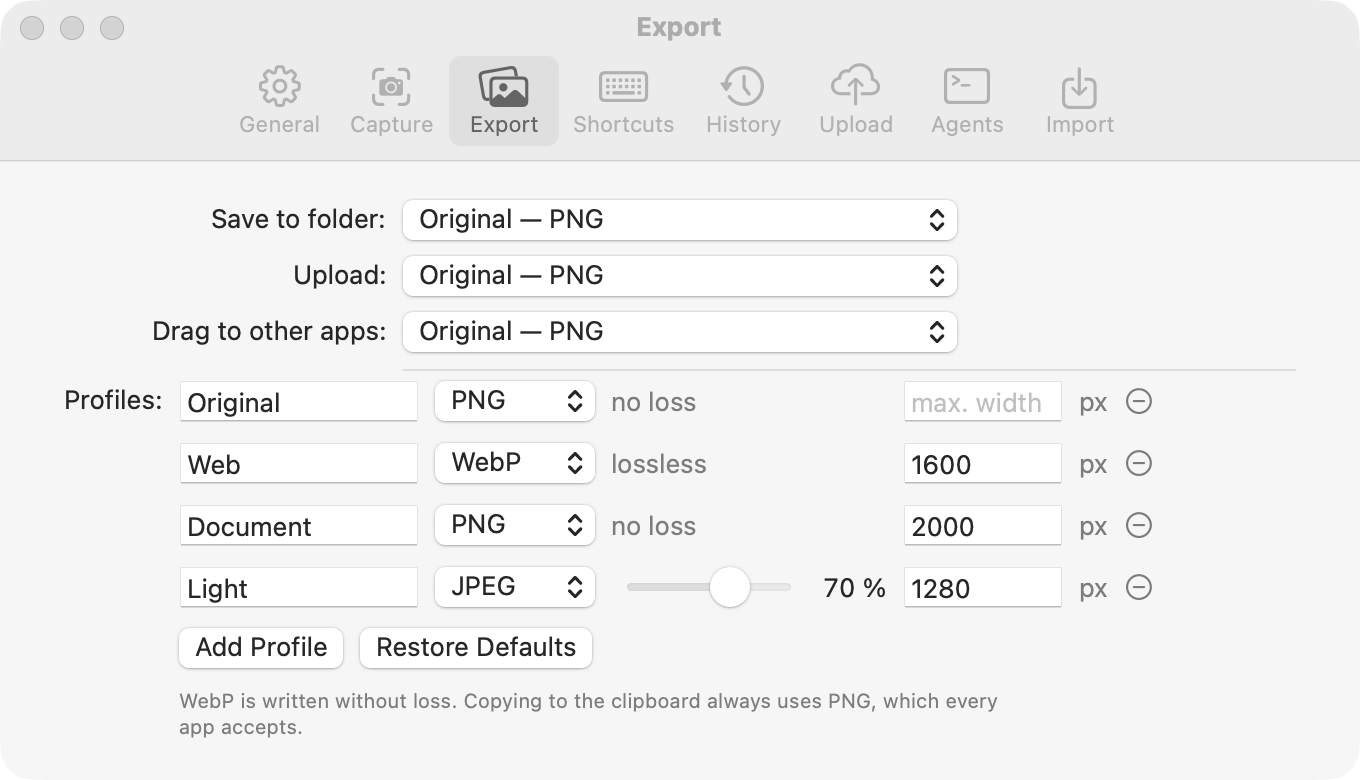 Export
General Capture Export Shortcuts History Upload Agents Import
Save to folder: Original — PNG
Upload: Original — PNG
Drag to other apps: Original — PNG
Profiles: Original PNG no loss max. width px
Web WebP lossless 1600 px
Document PNG no loss 2000 px
Light JPEG 70 % 1280 px
Add Profile Restore Defaults
WebP is written without loss. Copying to the clipboard always uses PNG, which every
app accepts.